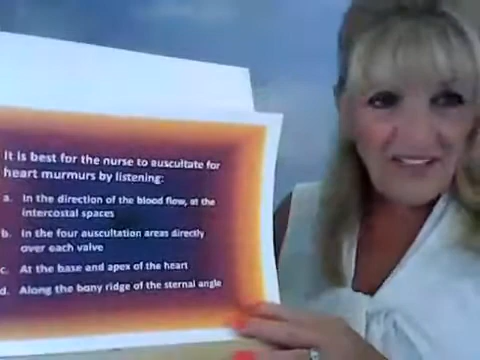 It is best for the nurse to auscultate for
heart murmurs by listening:
a. In the direction of the blood flow, at the
intercostal spaces
b. In the four auscultation areas directly
over each valve
c. At the base and apex of the heart
d. Along the bony ridge of the sternal angle